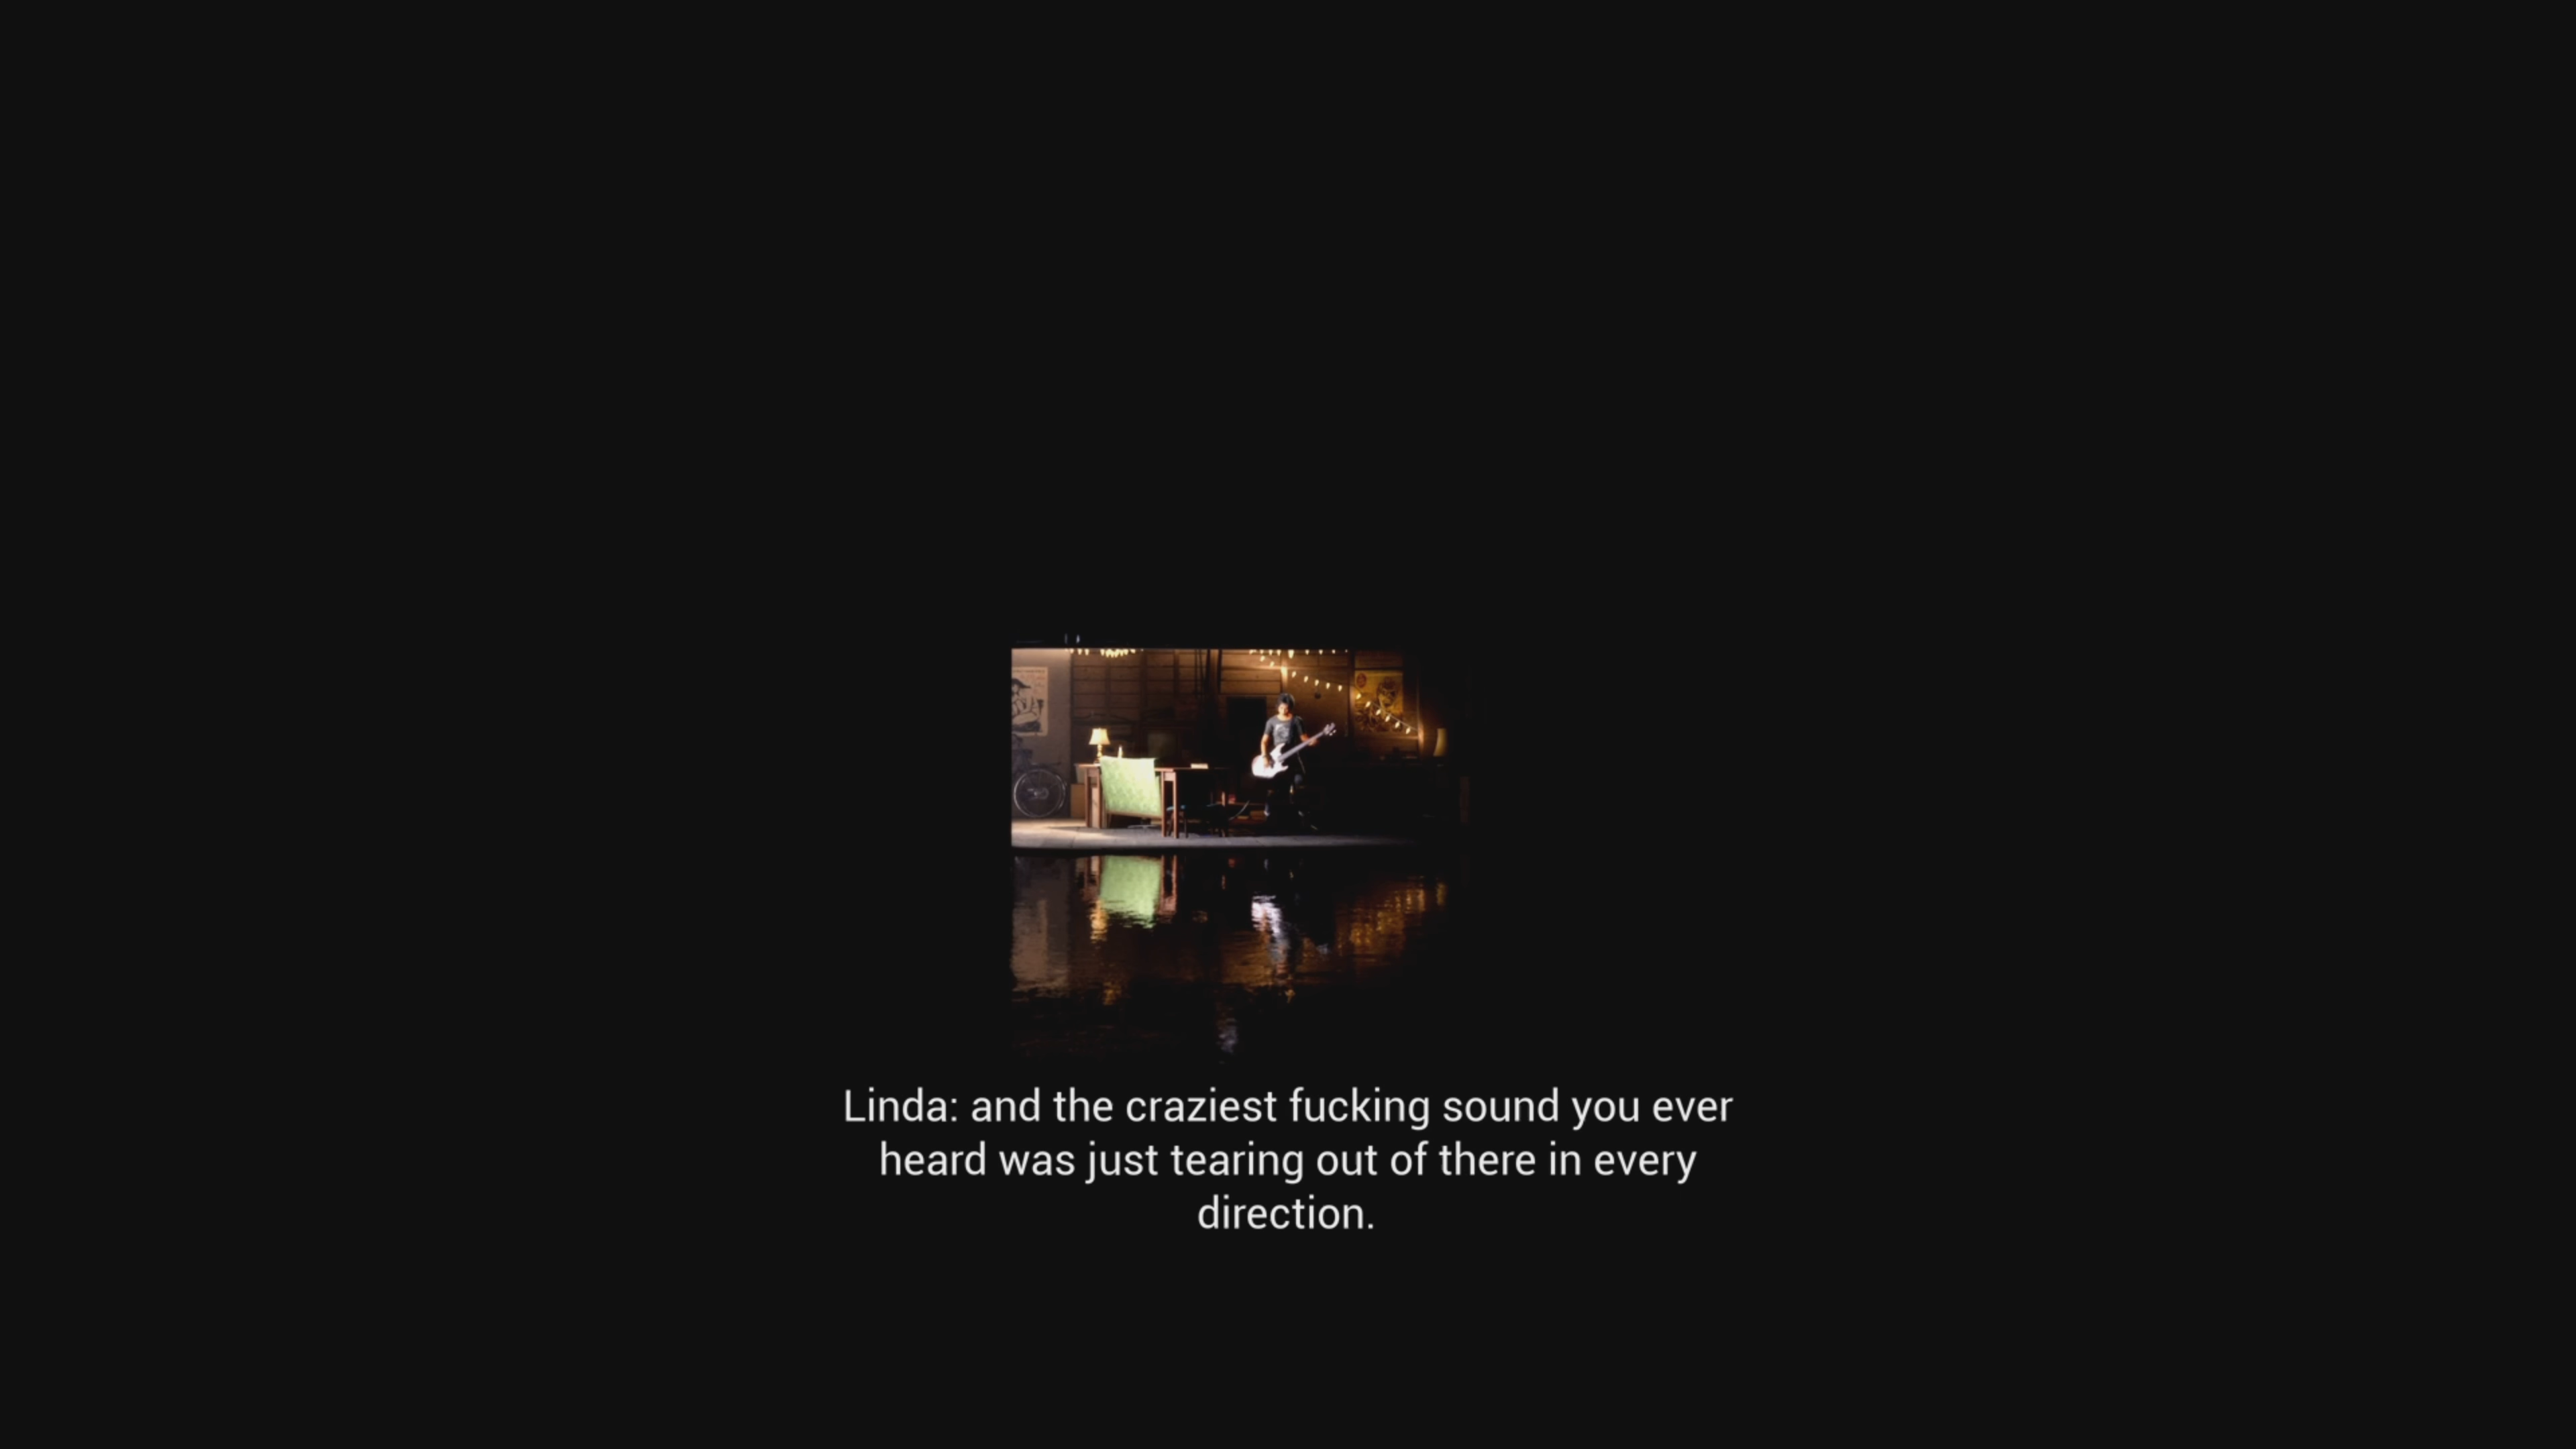 Linda: and the craziest fucking sound you ever
heard was just tearing out of there in every
direction.